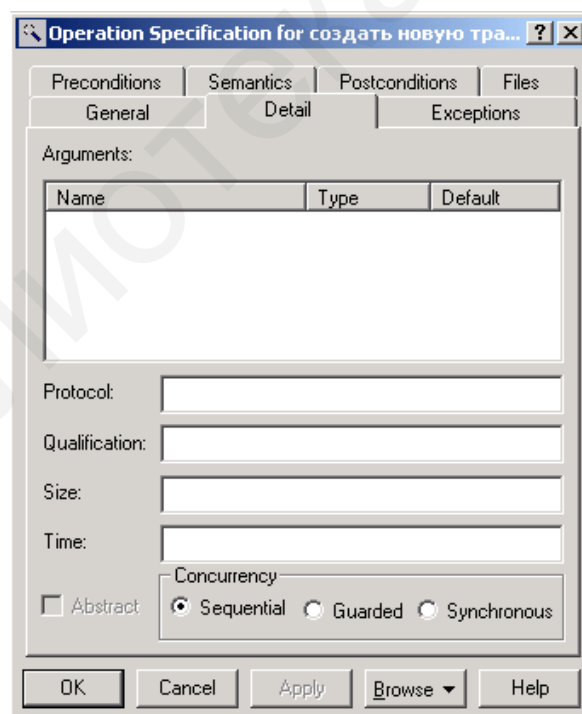 Operation Specification for создать новую тра...
Preconditions Semantics Postconditions Files
General Detail Exceptions
Arguments:
Name Type Default
Protocol:
Qualification:
Size:
Time:
Concurrency
Abstract Sequential Guarded Synchronous
OK Cancel Apply Browse Help